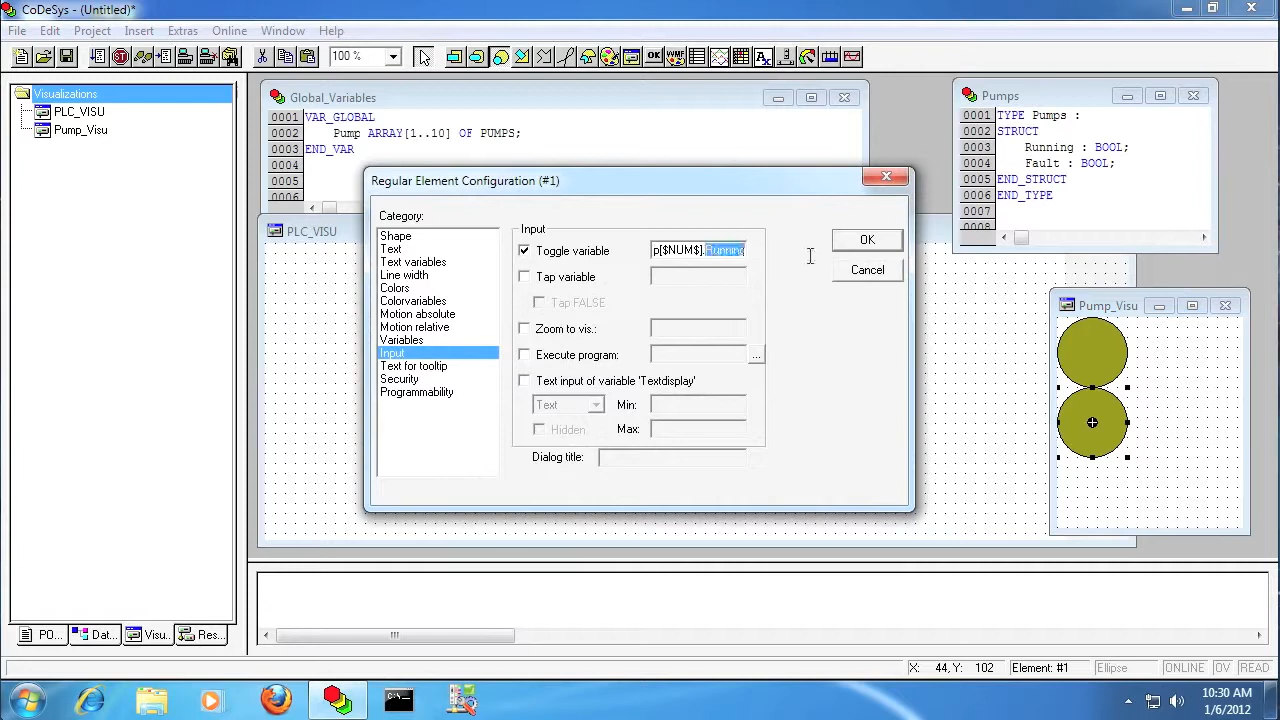 CoDeSys - (Untitled)*
File Edit Project Insert Extras Online Window Help
100 %
Visualizations
PLC_VISU
Pump_Visu
Global_Variables
0001 VAR_GLOBAL
0002 Pump ARRAY[1..10] OF PUMPS;
0003 END_VAR
0004
0005
0006
Pumps
0001 TYPE Pumps :
0002 STRUCT
0003 Running : BOOL;
0004 Fault : BOOL;
0005 END_STRUCT
0006 END_TYPE
0007
0008
PLC_VISU
Regular Element Configuration (#1)
Category:
Shape
Text
Text variables
Line width
Colors
Colorvariables
Motion absolute
Motion relative
Variables
Input
Text for tooltip
Security
Programmability
Input
Toggle variable p[$NUM$].Running
Tap variable
Tap FALSE
Zoom to vis.:
Execute program: ...
Text input of variable 'Textdisplay'
Text Min:
Hidden Max:
Dialog title:
OK
Cancel
Pump_Visu
PO... Dat... Visu.. Res...
X: 44,Y: 102 Element: #1 Ellipse ONLINE OV READ
10:30 AM
1/6/2012